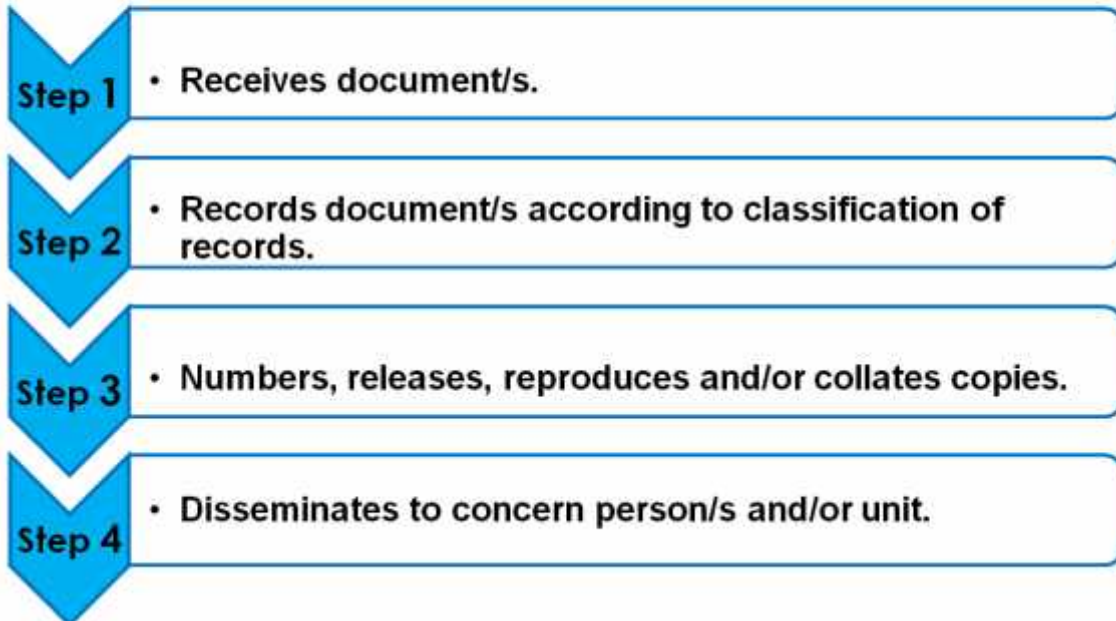 Step 1
• Receives document/s.
Step 2
• Records document/s according to classification of
records.
Step 3
• Numbers, releases, reproduces and/or collates copies.
Step 4
• Disseminates to concern person/s and/or unit.